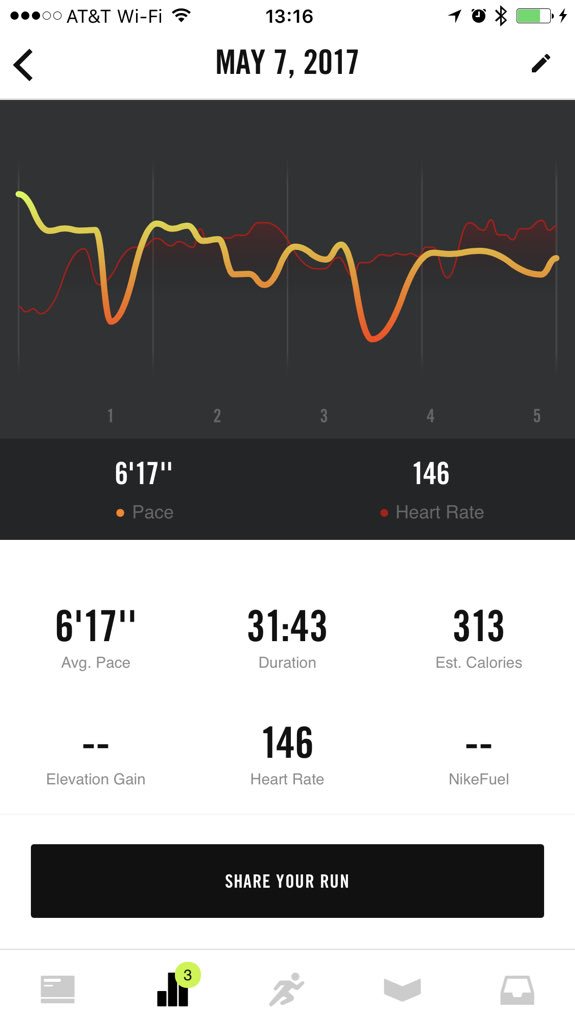 AT&T Wi-Fi 13:16
MAY 7, 2017
1 2 3 4 5
6'17'' 146
Pace Heart Rate
6'17'' 31:43 313
Avg. Pace Duration Est. Calories
-- 146 --
Elevation Gain Heart Rate NikeFuel
SHARE YOUR RUN
3